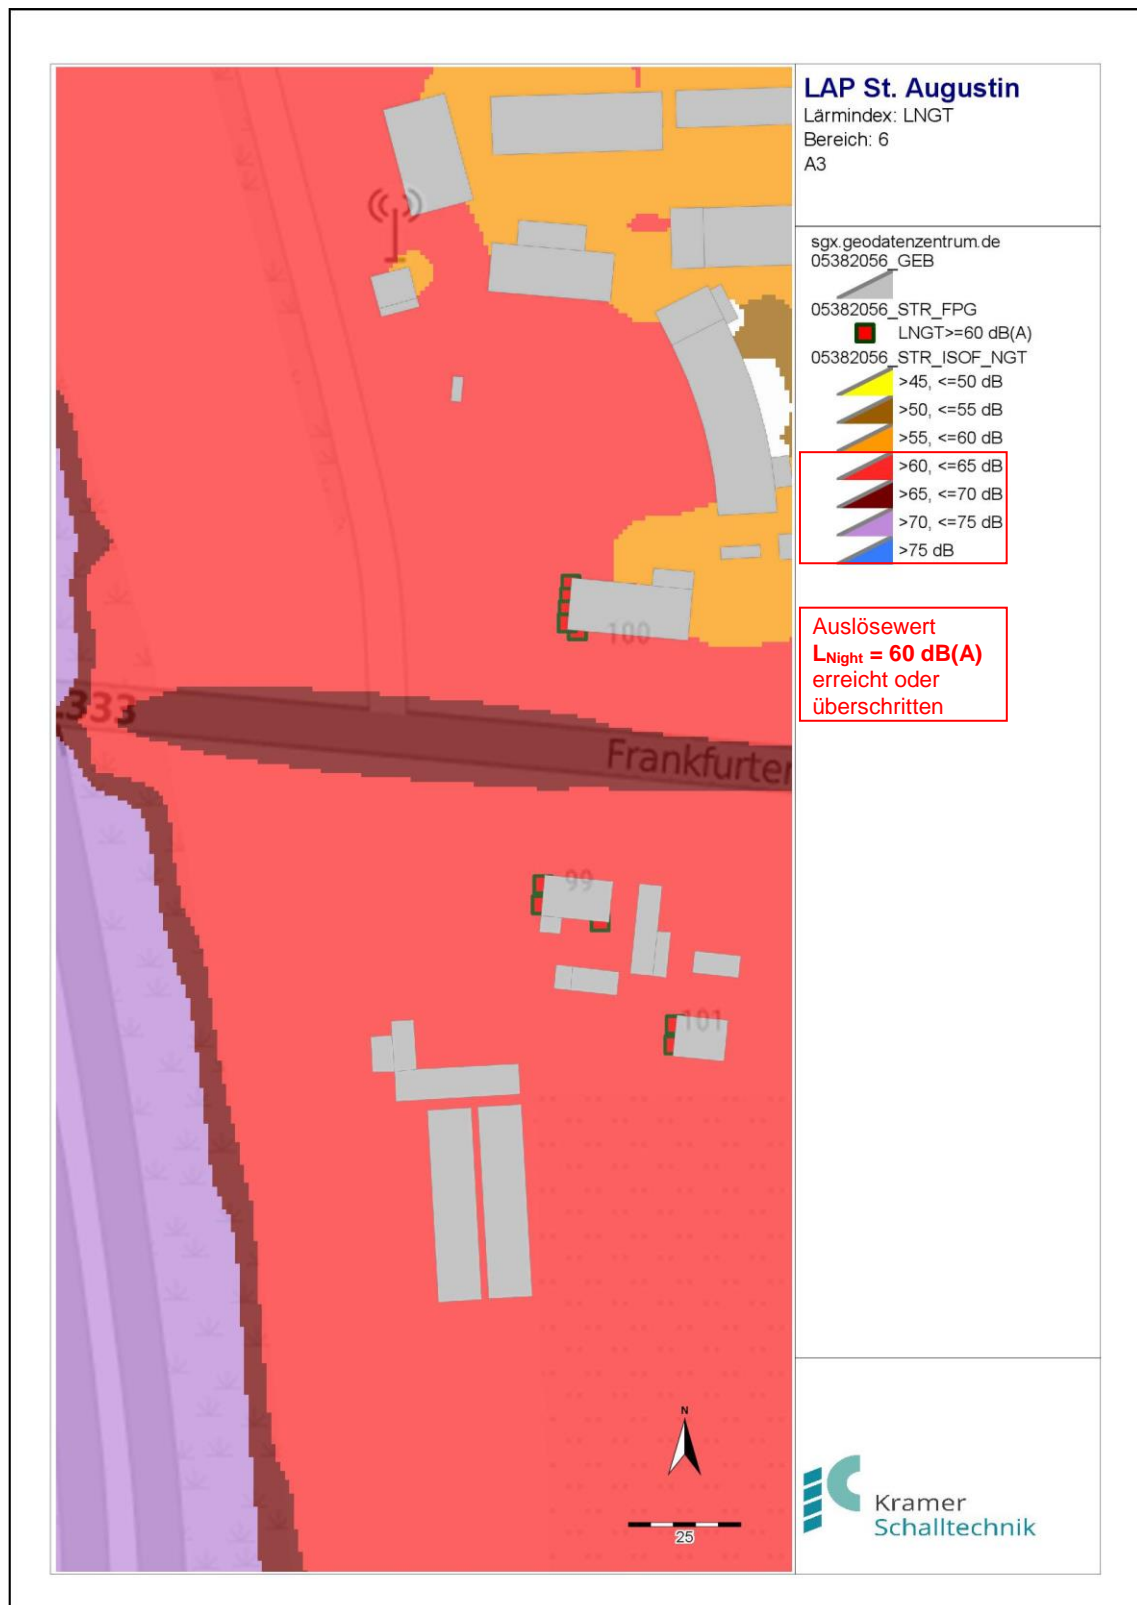 LAP St. Augustin
Lärmindex: LNGT
Bereich: 6
A3
sgx.geodatenzentrum.de
05382056_GEB
05382056_STR_FPG
LNGT>=60 dB(A)
05382056_STR_ISOF_NGT
>45, <=50 dB
>50, <=55 dB
>55, <=60 dB
>60, <=65 dB
>65, <=70 dB
>70, <=75 dB
>75 dB
Auslösewert
LNight = 60 dB(A)
erreicht oder
überschritten
100
333
Frankfurter
99
101
N
25
Kramer
Schalltechnik